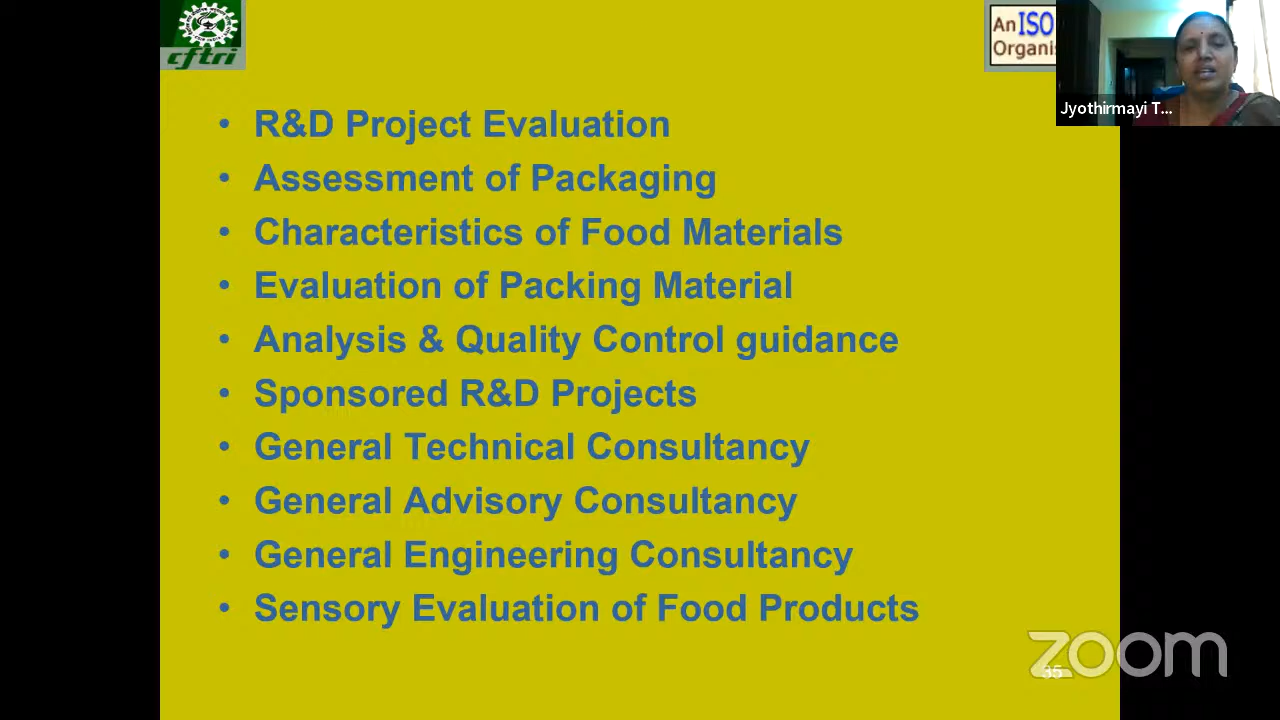 cftri
An ISO
Organis
Jyothirmayi T...
• R&D Project Evaluation
• Assessment of Packaging
• Characteristics of Food Materials
• Evaluation of Packing Material
• Analysis & Quality Control guidance
• Sponsored R&D Projects
• General Technical Consultancy
• General Advisory Consultancy
• General Engineering Consultancy
• Sensory Evaluation of Food Products
zoom
35